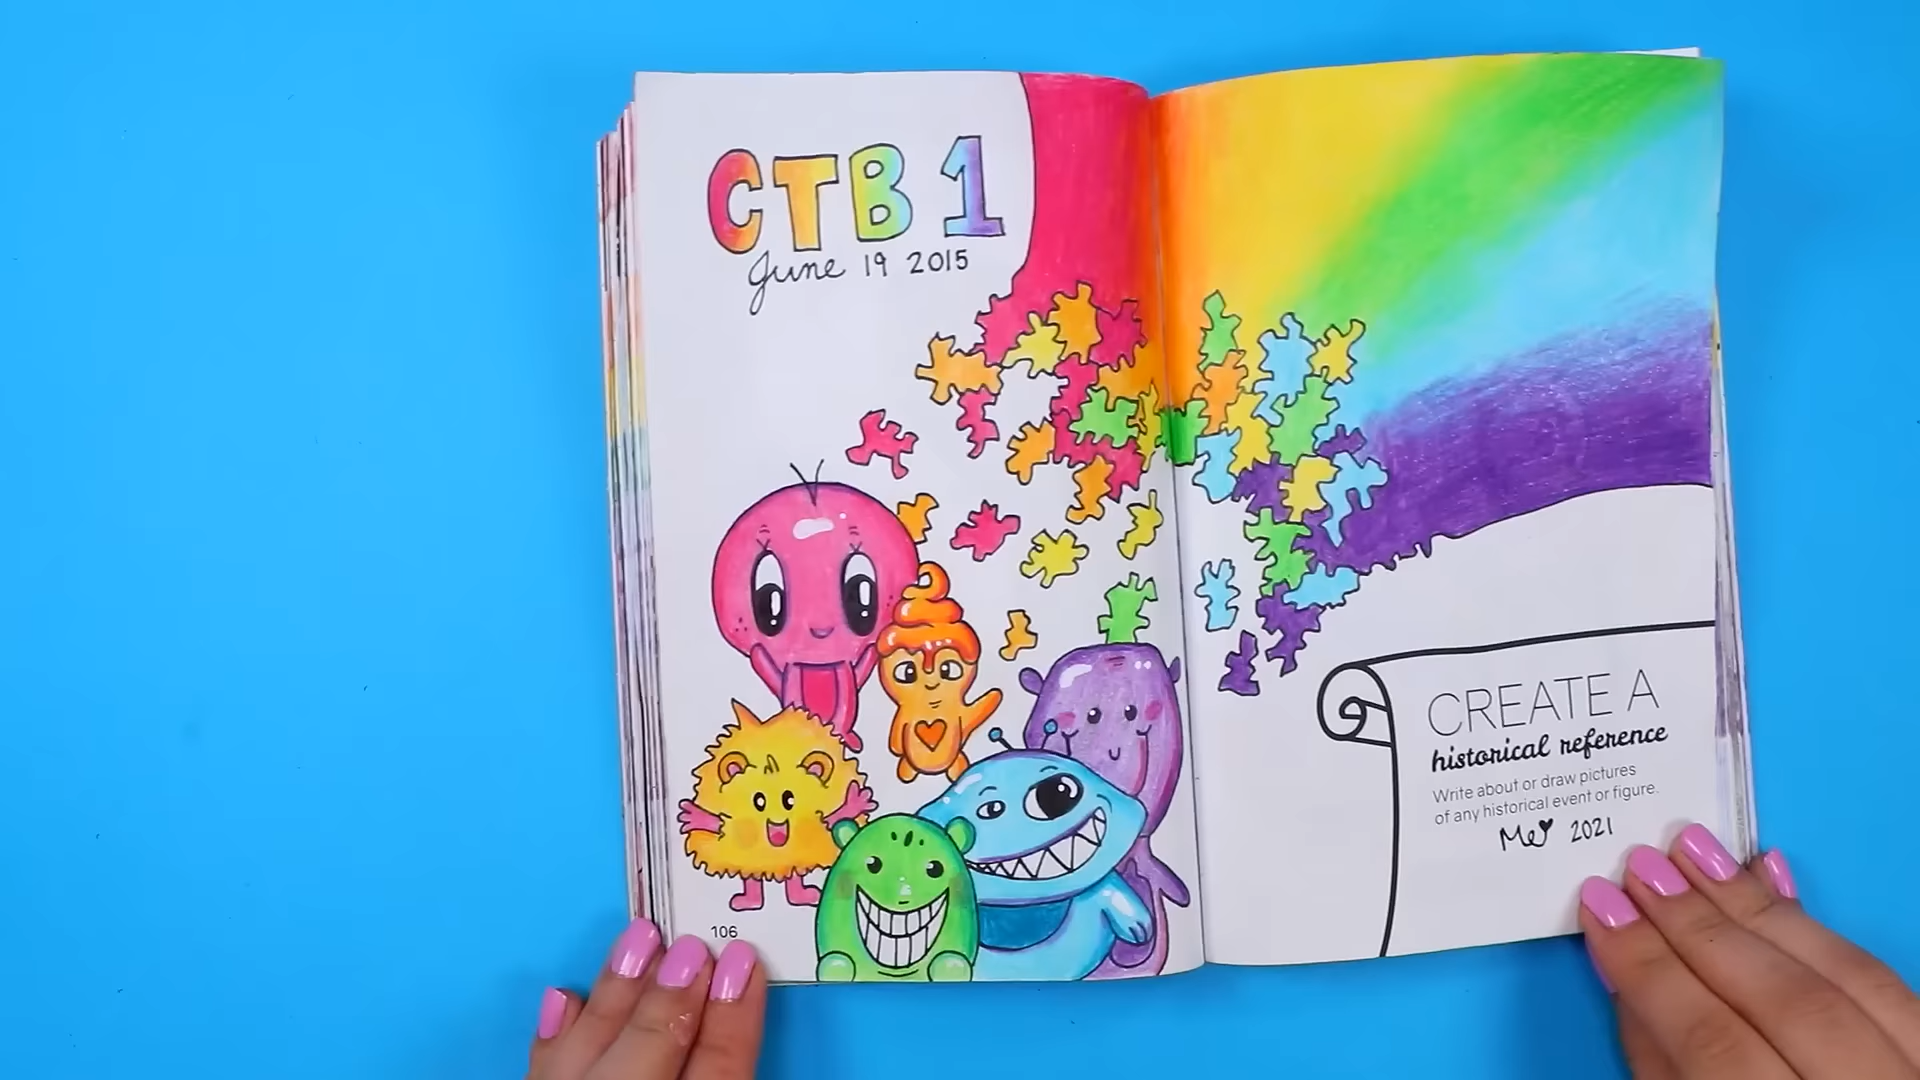 CTB 1
June 19 2015
106
CREATE A
historical reference
Write about or draw pictures
of any historical event or figure.
Me 2021